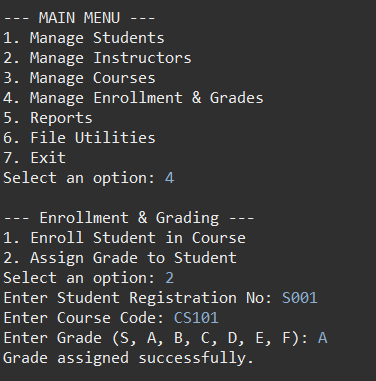 --- MAIN MENU ---
1. Manage Students
2. Manage Instructors
3. Manage Courses
4. Manage Enrollment & Grades
5. Reports
6. File Utilities
7. Exit
Select an option: 4

--- Enrollment & Grading ---
1. Enroll Student in Course
2. Assign Grade to Student
Select an option: 2
Enter Student Registration No: S001
Enter Course Code: CS101
Enter Grade (S, A, B, C, D, E, F): A
Grade assigned successfully.